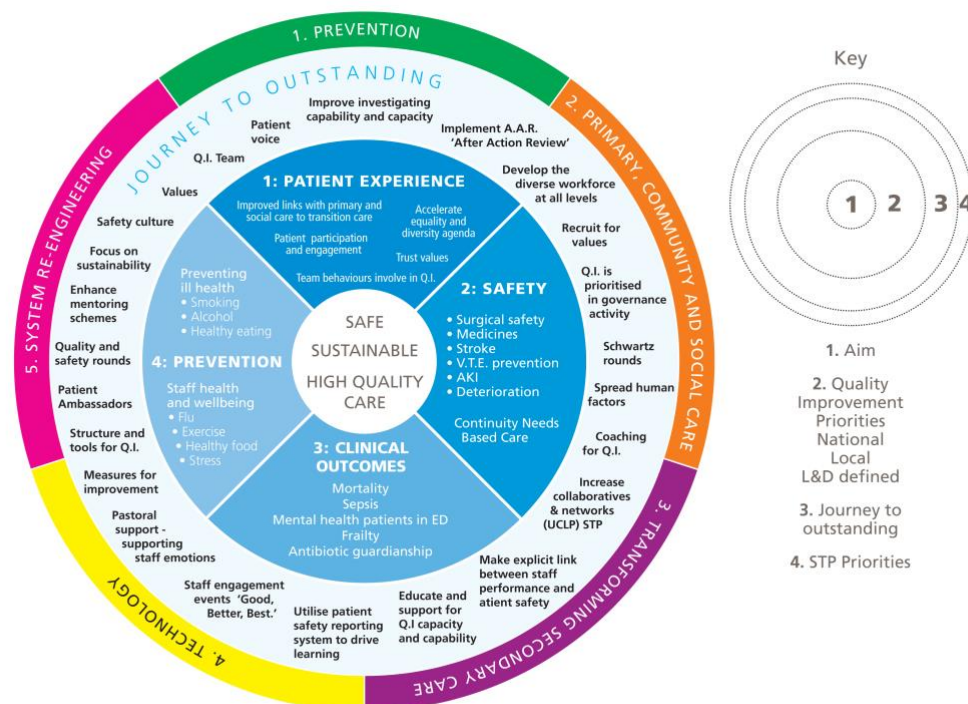 1. PREVENTION
2. PRIMARY, COMMUNITY AND SOCIAL CARE
3. TRANSFORMING SECONDARY CARE
4. TECHNOLOGY
5. SYSTEM RE-ENGINEERING
JOURNEY TO OUTSTANDING
Improve investigating
capability and capacity
Implement A.A.R.
‘After Action Review’
Develop the
diverse workforce
at all levels
Recruit for
values
Q.I. is
prioritised
in governance
activity
Schwartz
rounds
Spread human
factors
Coaching
for Q.I.
Increase
collaboratives
& networks
(UCLP) STP
Make explicit link
between staff
performance and
atient safety
Educate and
support for
Q.I capacity
and capability
Utilise patient
safety reporting
system to drive
learning
Staff engagement
events ‘Good,
Better, Best.’
Pastoral
support -
supporting
staff emotions
Measures for
improvement
Structure and
tools for Q.I.
Patient
Ambassadors
Quality and
safety rounds
Enhance
mentoring
schemes
Focus on
sustainability
Safety culture
Values
Q.I. Team
Patient
voice
1: PATIENT EXPERIENCE
Improved links with primary and
social care to transition care
Accelerate
equality and
diversity agenda
Patient participation
and engagement
Trust values
Team behaviours involve in Q.I.
2: SAFETY
• Surgical safety
• Medicines
• Stroke
• V.T.E. prevention
• AKI
• Deterioration
Continuity Needs
Based Care
3: CLINICAL
OUTCOMES
Mortality
Sepsis
Mental health patients in ED
Frailty
Antibiotic guardianship
Preventing
ill health
• Smoking
• Alcohol
• Healthy eating
4: PREVENTION
Staff health
and wellbeing
• Flu
• Exercise
• Healthy food
• Stress
SAFE
SUSTAINABLE
HIGH QUALITY
CARE
Key
1 2 3 4
1. Aim
2. Quality
Improvement
Priorities
National
Local
L&D defined
3. Journey to
outstanding
4. STP Priorities